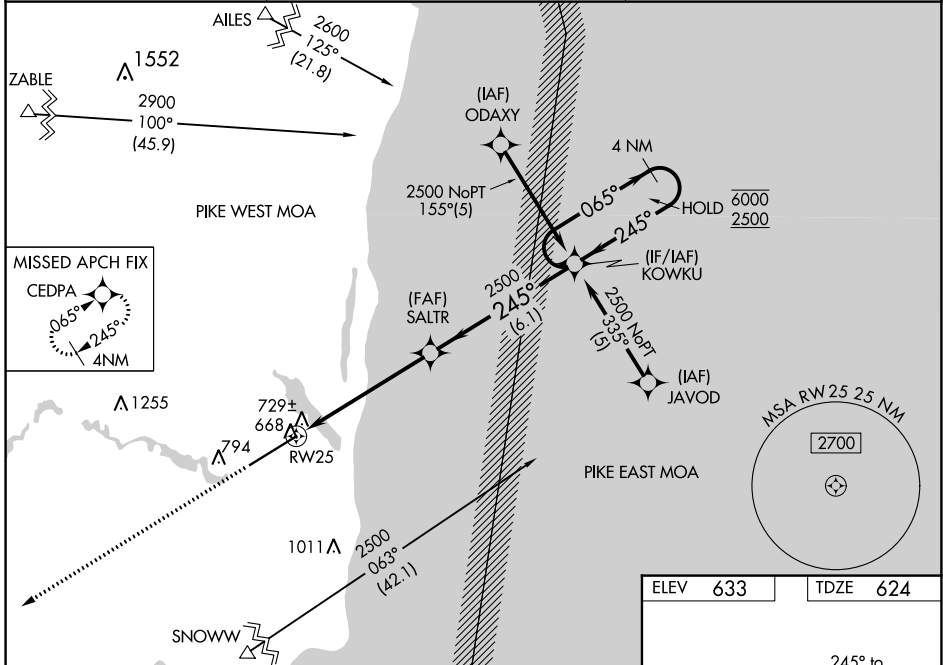 AILES
2600
125°
(21.8)
1552
ZABLE
2900
100°
(45.9)
(IAF)
ODAXY
4 NM
2500 NoPT
155°(5)
065°
HOLD
6000
2500
245°
PIKE WEST MOA
(IF/IAF)
KOWKU
MISSED APCH FIX
CEDPA
065°
245°
4NM
2500
245°
(6.1)
(FAF)
SALTR
2500 NoPT
335°
(5)
(IAF)
JAVOD
1255
729±
668
794
RW25
MSA RW25 25 NM
2700
PIKE EAST MOA
1011
2500
063°
(42.1)
SNOWW
ELEV 633
TDZE 624
245° to